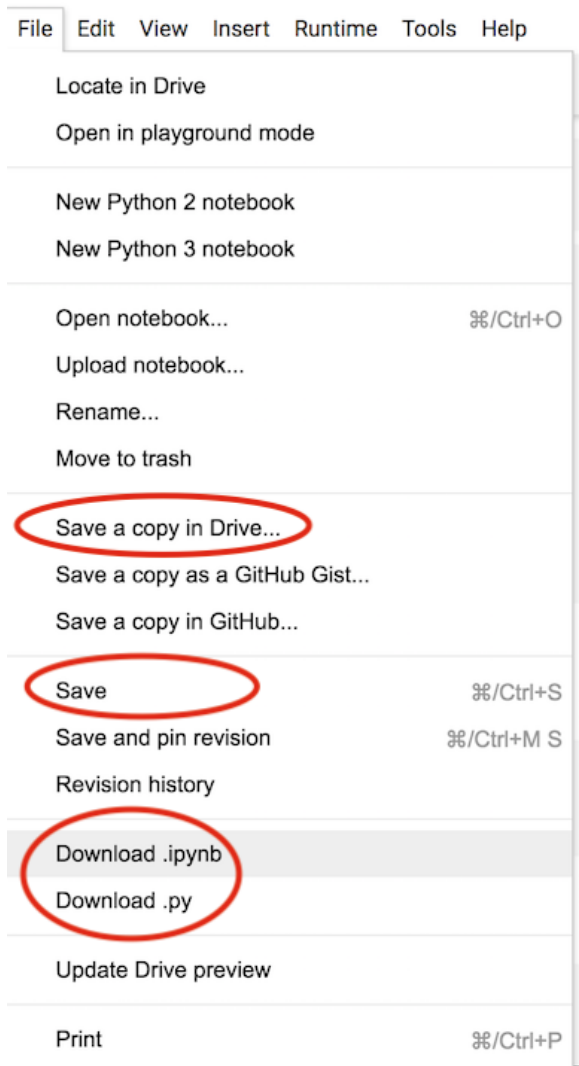 File Edit View Insert Runtime Tools Help
Locate in Drive
Open in playground mode
New Python 2 notebook
New Python 3 notebook
Open notebook... ⌘/Ctrl+O
Upload notebook...
Rename...
Move to trash
Save a copy in Drive...
Save a copy as a GitHub Gist...
Save a copy in GitHub...
Save ⌘/Ctrl+S
Save and pin revision ⌘/Ctrl+M S
Revision history
Download .ipynb
Download .py
Update Drive preview
Print ⌘/Ctrl+P